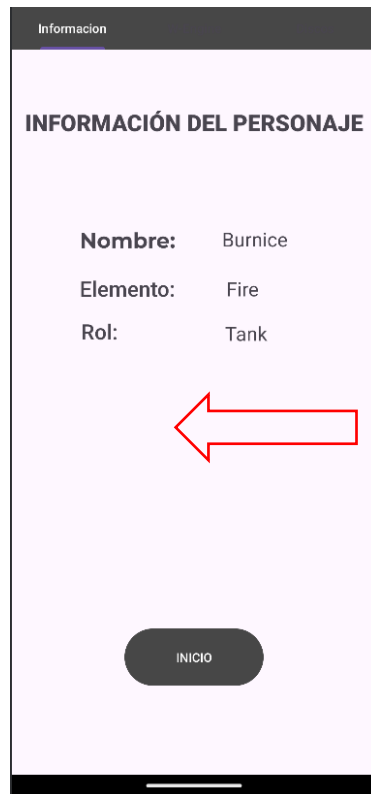 Informacion
INFORMACIÓN DEL PERSONAJE
Nombre: Burnice
Elemento: Fire
Rol: Tank
INICIO